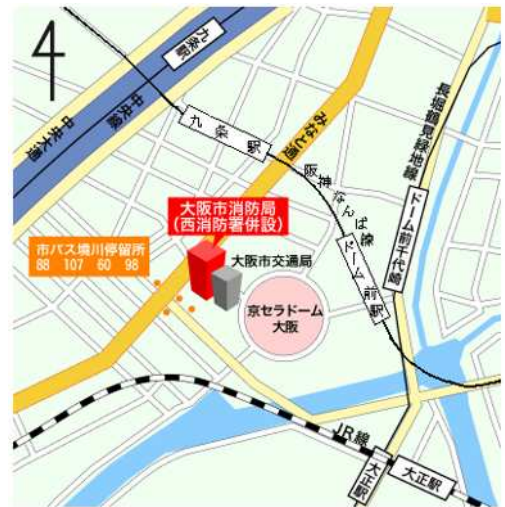 九条駅
中央線
中央大通
九条駅
みなと通
阪神なんば線
長堀鶴見緑地線
大阪市消防局
(西消防署併設)
市バス境川停留所
88 107 60 98
大阪市交通局
京セラドーム
大阪
ドーム前駅
ドーム前千代崎
JR線
大正駅
大正駅